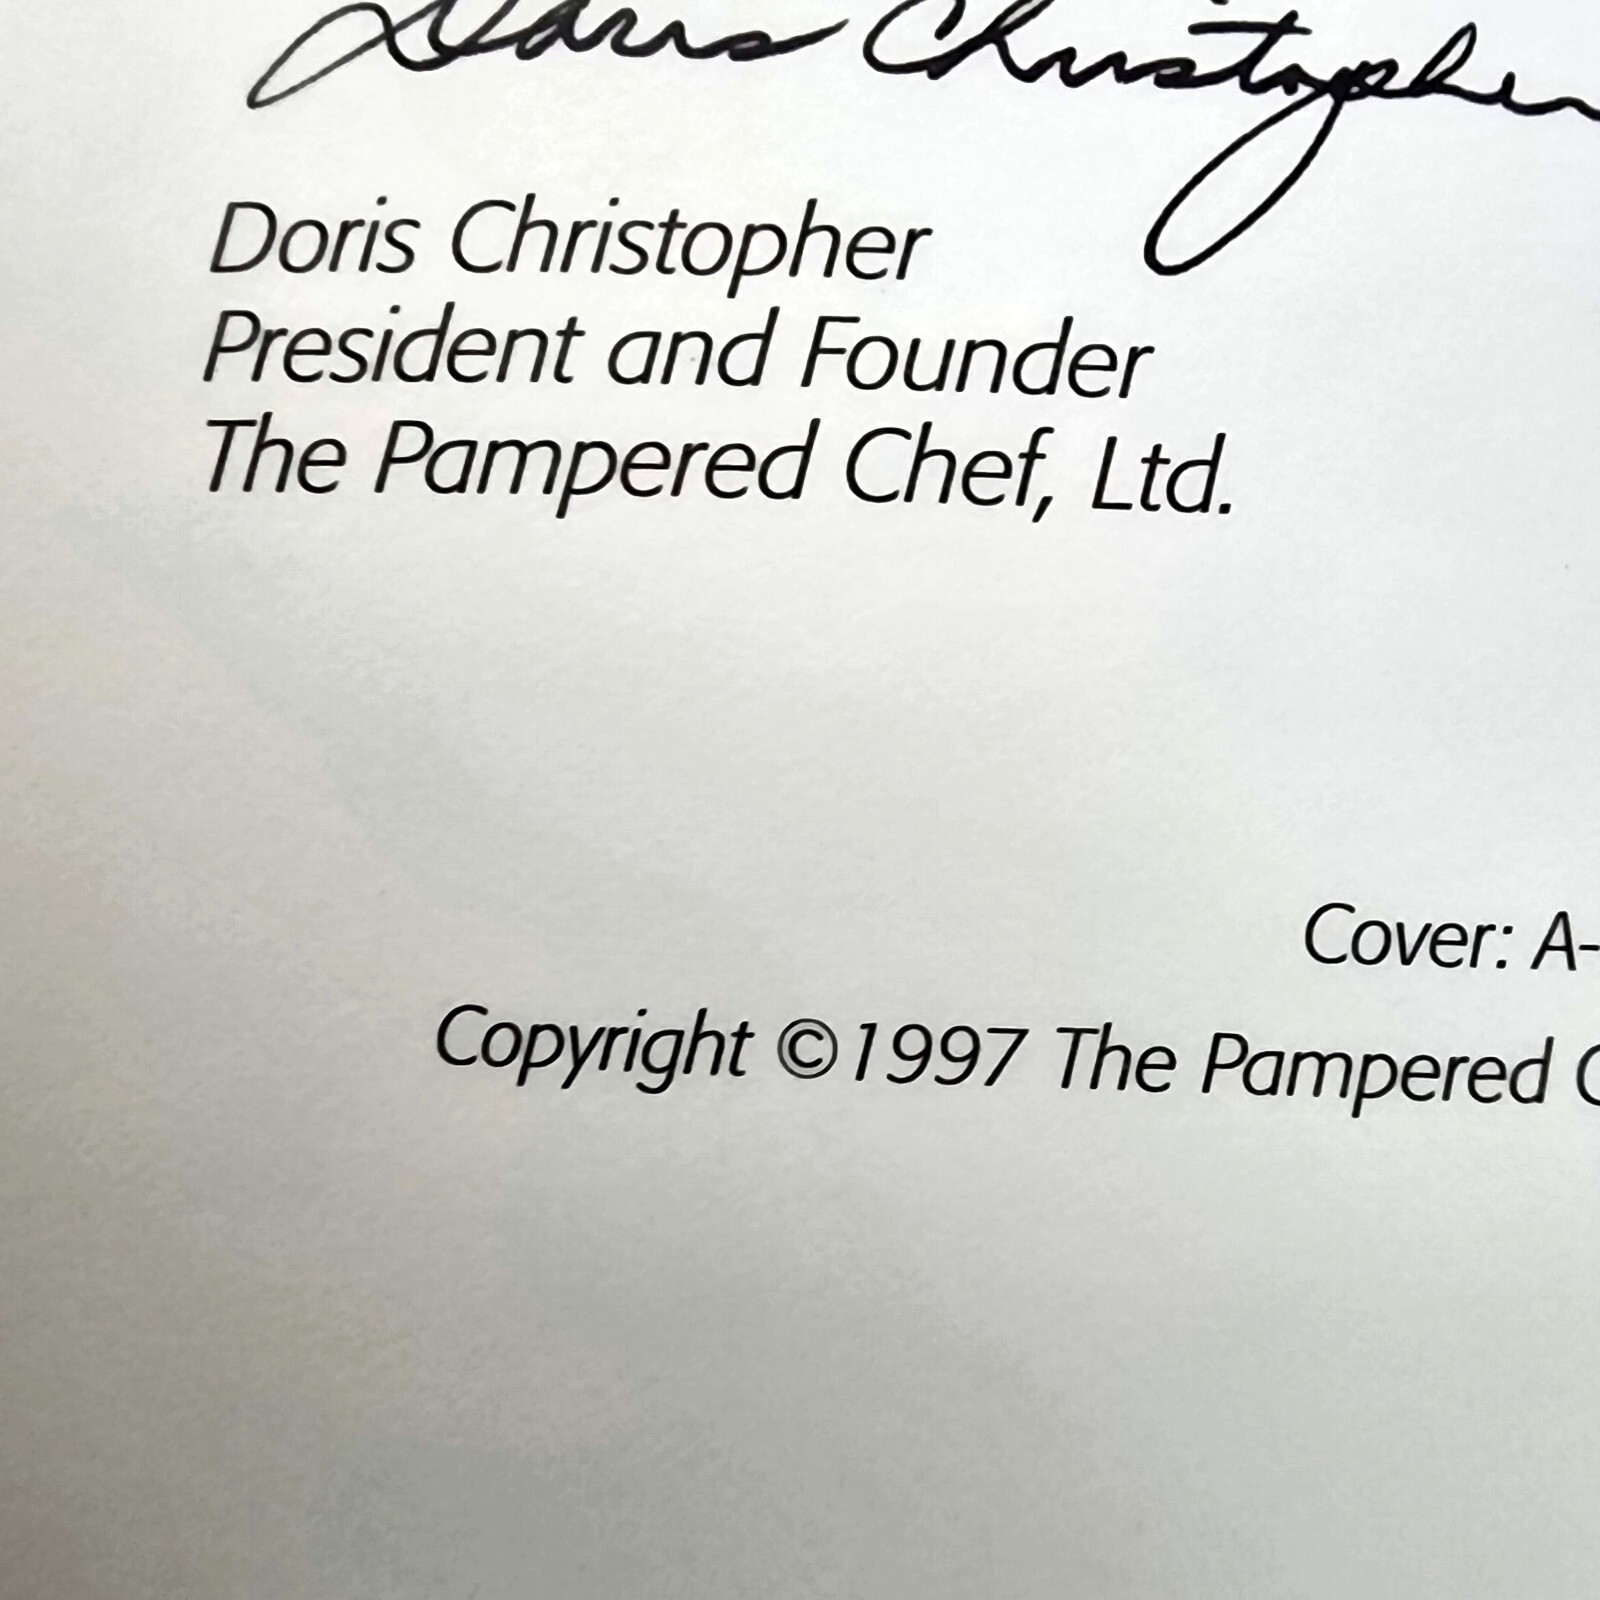 Doris Christopher
Doris Christopher
President and Founder
The Pampered Chef, Ltd.
Cover: A-
Copyright ©1997 The Pampered